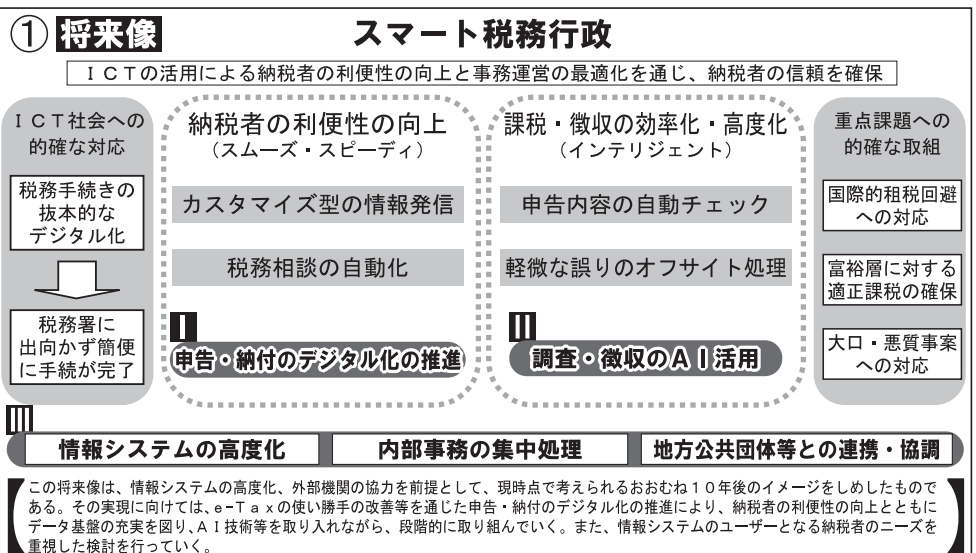 ① 将来像 スマート税務行政
ＩＣＴの活用による納税者の利便性の向上と事務運営の最適化を通じ、納税者の信頼を確保
ＩＣＴ社会への
的確な対応
税務手続きの
抜本的な
デジタル化
税務署に
出向かず簡便
に手続が完了
納税者の利便性の向上
（スムーズ・スピーディ）
カスタマイズ型の情報発信
税務相談の自動化
Ⅰ
申告・納付のデジタル化の推進
課税・徴収の効率化・高度化
（インテリジェント）
申告内容の自動チェック
軽微な誤りのオフサイト処理
Ⅱ
調査・徴収のＡＩ活用
重点課題への
的確な取組
国際的租税回避
への対応
富裕層に対する
適正課税の確保
大口・悪質事案
への対応
Ⅲ
情報システムの高度化 内部事務の集中処理 地方公共団体等との連携・協調
この将来像は、情報システムの高度化、外部機関の協力を前提として、現時点で考えられるおおむね１０年後のイメージをしめしたもので
ある。その実現に向けては、ｅ－Ｔａｘの使い勝手の改善等を通じた申告・納付のデジタル化の推進により、納税者の利便性の向上とともに
データ基盤の充実を図り、ＡＩ技術等を取り入れながら、段階的に取り組んでいく。また、情報システムのユーザーとなる納税者のニーズを
重視した検討を行っていく。